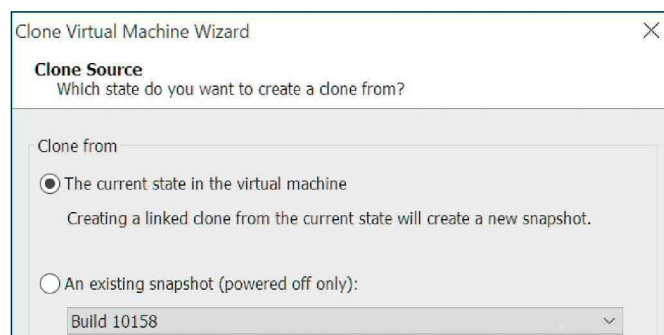 Clone Virtual Machine Wizard
Clone Source
Which state do you want to create a clone from?
Clone from
The current state in the virtual machine
Creating a linked clone from the current state will create a new snapshot.
An existing snapshot (powered off only):
Build 10158